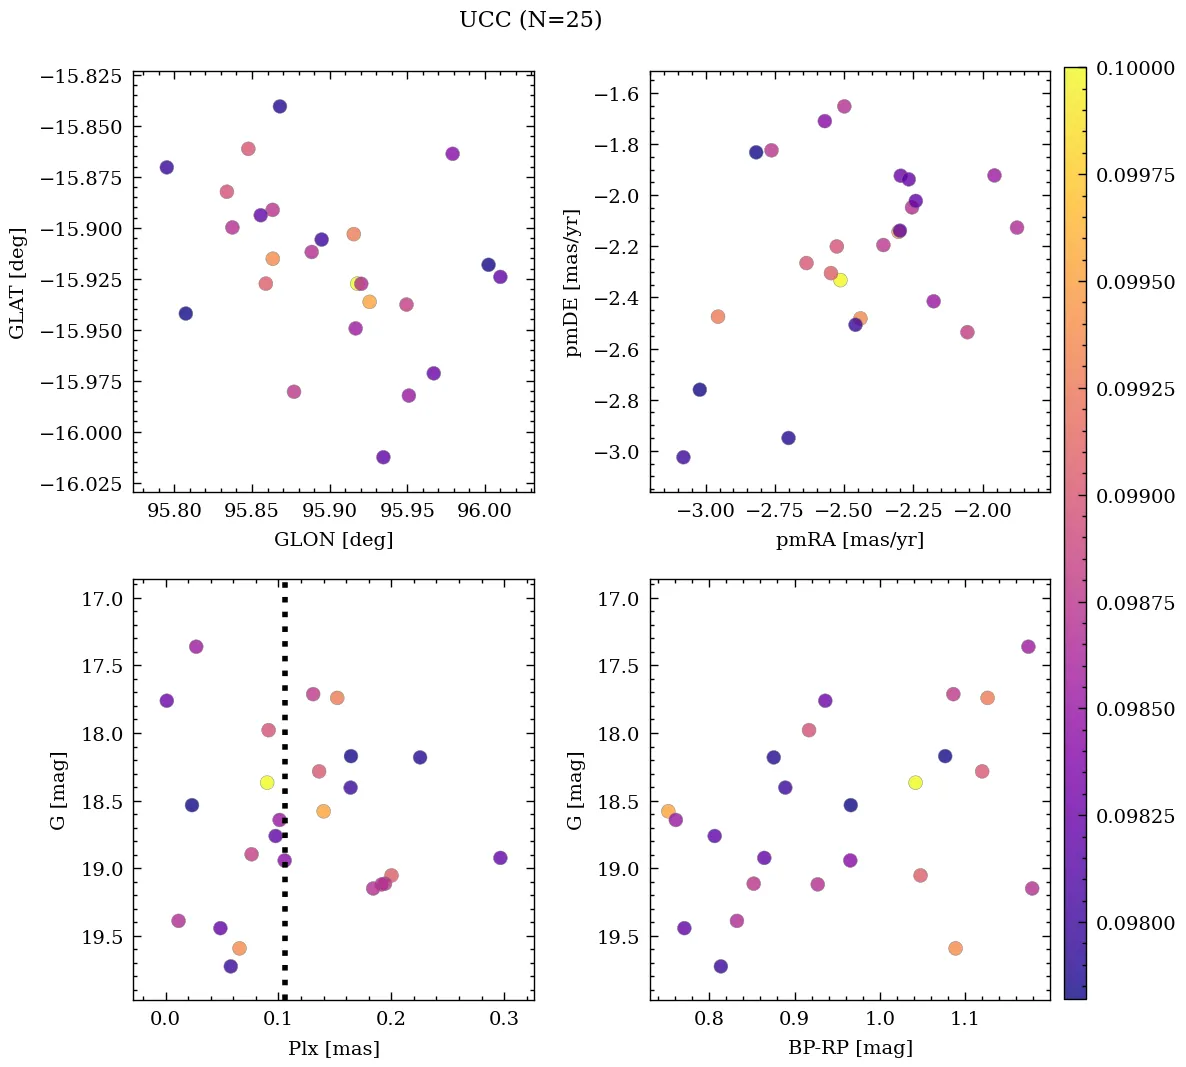 UCC (N=25)
−15.825
−15.850
−15.875
−15.900
−15.925
−15.950
−15.975
−16.000
−16.025
GLAT [deg]
95.80 95.85 95.90 95.95 96.00
GLON [deg]
−1.6
−1.8
−2.0
−2.2
−2.4
−2.6
−2.8
−3.0
pmDE [mas/yr]
−3.00 −2.75 −2.50 −2.25 −2.00
pmRA [mas/yr]
17.0
17.5
18.0
18.5
19.0
19.5
G [mag]
0.0 0.1 0.2 0.3
Plx [mas]
17.0
17.5
18.0
18.5
19.0
19.5
G [mag]
0.8 0.9 1.0 1.1
BP-RP [mag]
0.10000
0.09975
0.09950
0.09925
0.09900
0.09875
0.09850
0.09825
0.09800